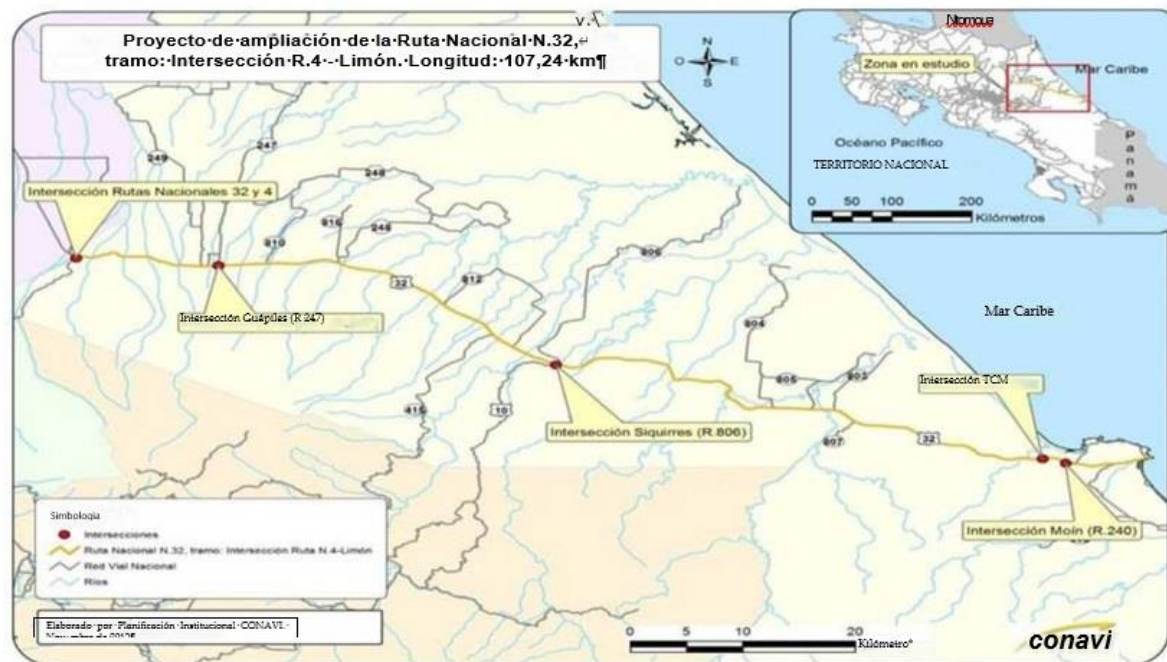 Proyecto·de·ampliación·de·la·Ruta·Nacional·N.32,↵
tramo:·Intersección·R.4·-·Limón.·Longitud:·107,24·km¶
N
O
E
S
Zona en estudio
Mar Caribe
Océano Pacífico
Panamá
TERRITORIO NACIONAL
0 50 100 200
Kilómetros
249
247
248
Intersección Rutas Nacionales 32 y 4
816
248
810
806
32
812
Intersección Guápiles (R 247)
Mar Caribe
804
805
803
Intersección TCM
415
10
Intersección Siquirres (R.806)
807
32
Intersección Moín (R.240)
Simbología
Intersecciones
Ruta Nacional N.32, tramo: Intersección Ruta N.4-Limón
Red Vial Nacional
Ríos
Elaborado·por·Planificación·Institucional·CONAVI.·
0 5 10 20
conavi